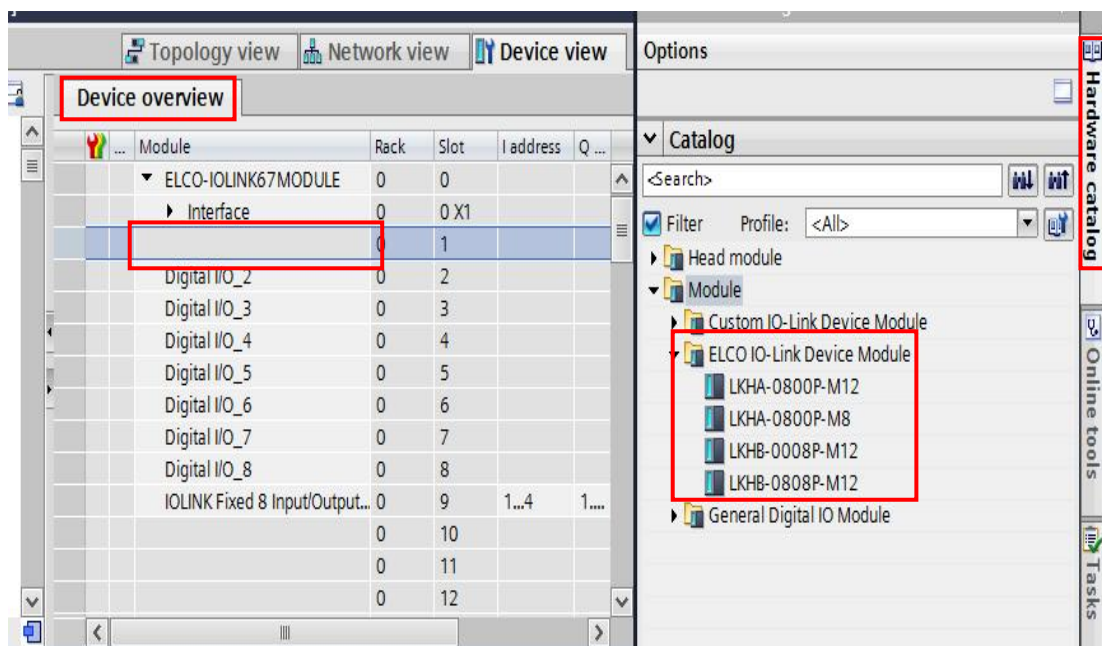 Topology view Network view Device view
Options
Device overview
... Module Rack Slot I address Q ...
ELCO-IOLINK67MODULE 0 0
Interface 0 0 X1
0 1
Digital I/O_2 0 2
Digital I/O_3 0 3
Digital I/O_4 0 4
Digital I/O_5 0 5
Digital I/O_6 0 6
Digital I/O_7 0 7
Digital I/O_8 0 8
IOLINK Fixed 8 Input/Output... 0 9 1...4 1....
0 10
0 11
0 12
Catalog
<Search>
Filter Profile: <All>
Head module
Module
Custom IO-Link Device Module
ELCO IO-Link Device Module
LKHA-0800P-M12
LKHA-0800P-M8
LKHB-0008P-M12
LKHB-0808P-M12
General Digital IO Module
Hardware catalog
Online tools
Tasks